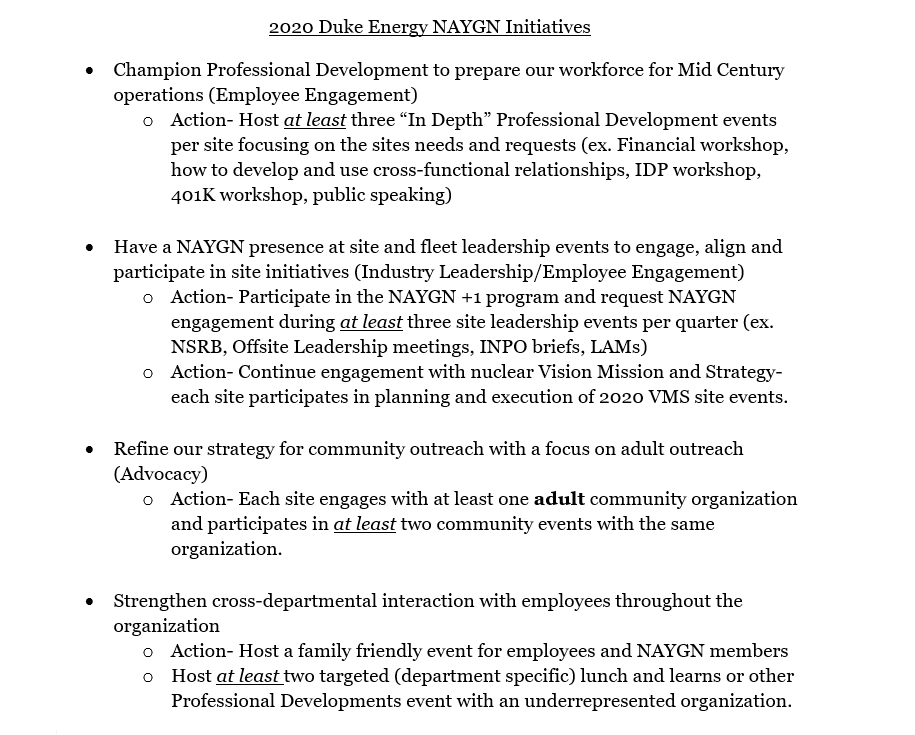 2020 Duke Energy NAYGN Initiatives
• Champion Professional Development to prepare our workforce for Mid Century
operations (Employee Engagement)
o Action- Host at least three “In Depth” Professional Development events
per site focusing on the sites needs and requests (ex. Financial workshop,
how to develop and use cross-functional relationships, IDP workshop,
401K workshop, public speaking)
• Have a NAYGN presence at site and fleet leadership events to engage, align and
participate in site initiatives (Industry Leadership/Employee Engagement)
o Action- Participate in the NAYGN +1 program and request NAYGN
engagement during at least three site leadership events per quarter (ex.
NSRB, Offsite Leadership meetings, INPO briefs, LAMs)
o Action- Continue engagement with nuclear Vision Mission and Strategy-
each site participates in planning and execution of 2020 VMS site events.
• Refine our strategy for community outreach with a focus on adult outreach
(Advocacy)
o Action- Each site engages with at least one adult community organization
and participates in at least two community events with the same
organization.
• Strengthen cross-departmental interaction with employees throughout the
organization
o Action- Host a family friendly event for employees and NAYGN members
o Host at least two targeted (department specific) lunch and learns or other
Professional Developments event with an underrepresented organization.